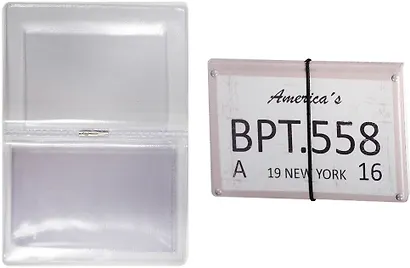 America´s
BPT.558
A 19 NEW YORK 16